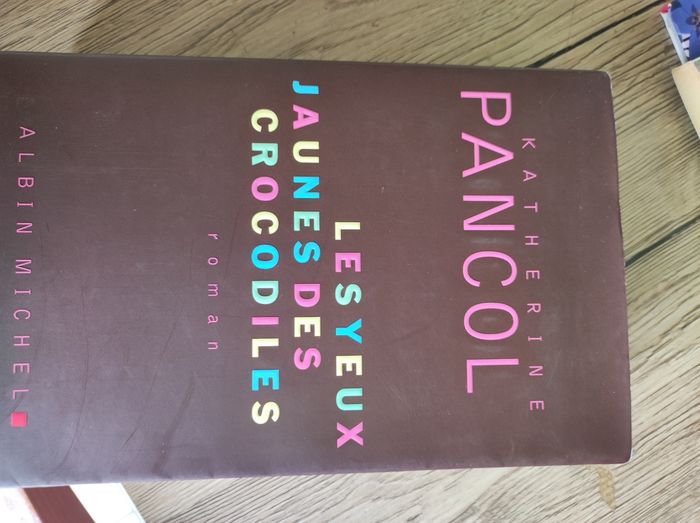 KATHERINE
PANCOL
LES YEUX
JAUNES DES
CROCODILES
roman
ALBIN MICHEL